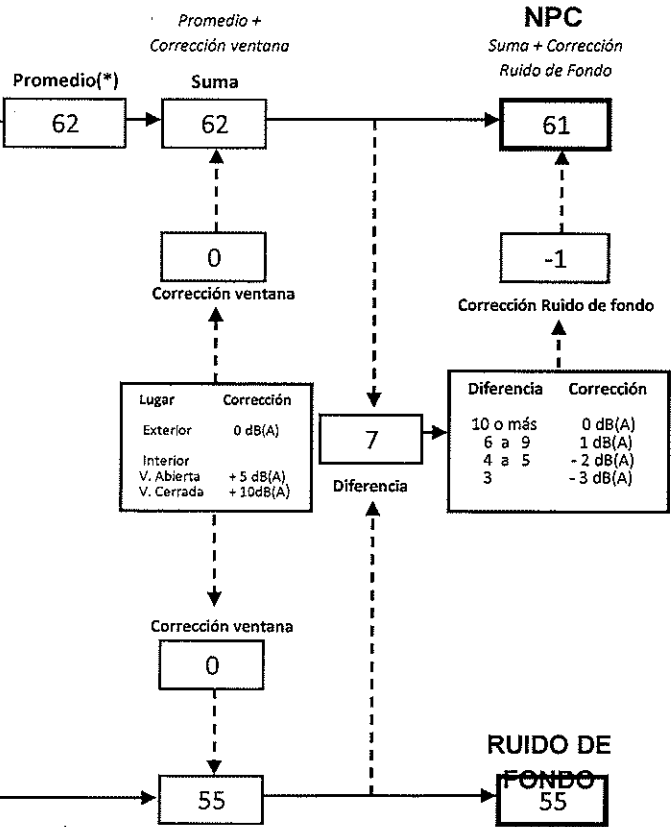 Promedio +
Corrección ventana
NPC
Suma + Corrección
Ruido de Fondo
Promedio(*)
Suma
62
62
61
0
Corrección ventana
-1
Corrección Ruido de fondo
Lugar Corrección
Exterior 0 dB(A)
Interior
V. Abierta + 5 dB(A)
V. Cerrada + 10dB(A)
7
Diferencia
Diferencia Corrección
10 o más 0 dB(A)
6 a 9 1 dB(A)
4 a 5 - 2 dB(A)
3 - 3 dB(A)
Corrección ventana
0
RUIDO DE
FONDO
55
55